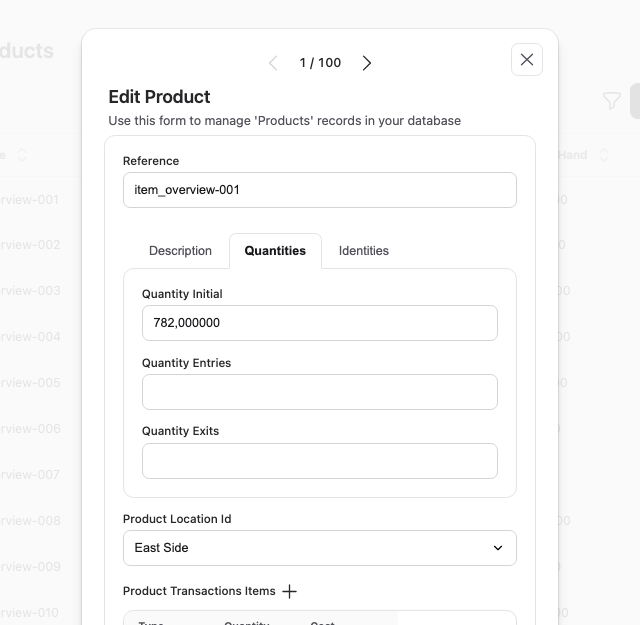 ducts
1 / 100
Edit Product
Use this form to manage 'Products' records in your database
Reference
item_overview-001
Description Quantities Identities
Quantity Initial
782,000000
Quantity Entries
Quantity Exits
Product Location Id
East Side
Product Transactions Items
Type Quantity Cost
e
Hand
rview-001
rview-002
rview-003
rview-004
rview-005
rview-006
rview-007
rview-008
rview-009
rview-010